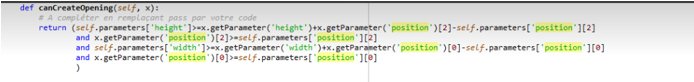 def canCreateOpening(self, x):
# A compléter en remplaçant pass par votre code
return (self.parameters['height']>=x.getParameter('height')+x.getParameter('position')[2]-self.parameters['position'][2]
and x.getParameter('position')[2]>=self.parameters['position'][2]
and self.parameters['width']>=x.getParameter('width')+x.getParameter('position')[0]-self.parameters['position'][0]
and x.getParameter('position')[0]>=self.parameters['position'][0]
)